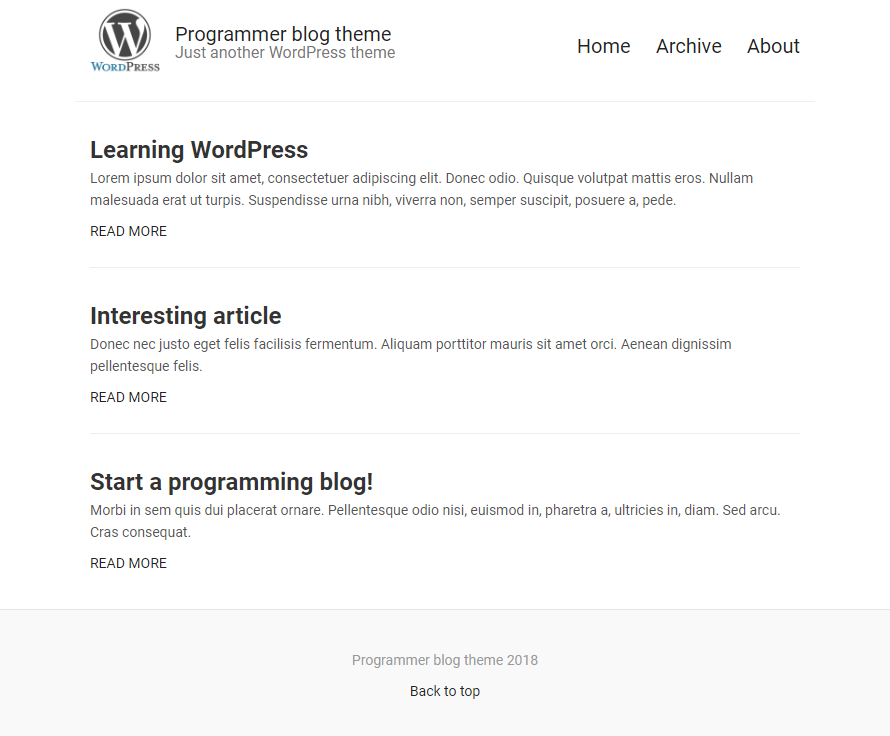 WORDPRESS
Programmer blog theme
Just another WordPress theme
Home Archive About
Learning WordPress
Lorem ipsum dolor sit amet, consectetuer adipiscing elit. Donec odio. Quisque volutpat mattis eros. Nullam
malesuada erat ut turpis. Suspendisse urna nibh, viverra non, semper suscipit, posuere a, pede.
READ MORE
Interesting article
Donec nec justo eget felis facilisis fermentum. Aliquam porttitor mauris sit amet orci. Aenean dignissim
pellentesque felis.
READ MORE
Start a programming blog!
Morbi in sem quis dui placerat ornare. Pellentesque odio nisi, euismod in, pharetra a, ultricies in, diam. Sed arcu.
Cras consequat.
READ MORE
Programmer blog theme 2018
Back to top